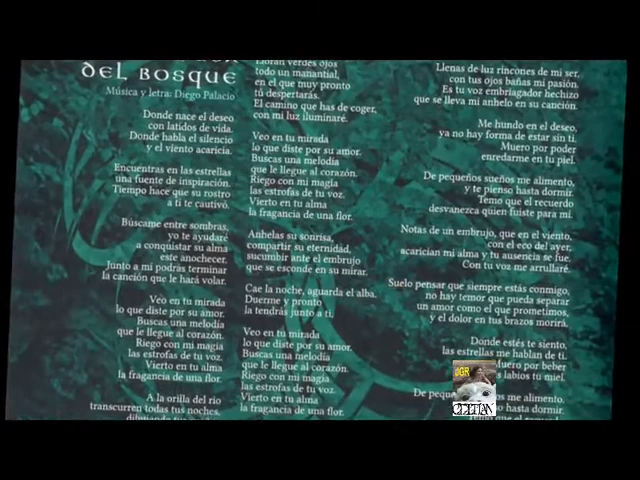 DEL BOSQUE
Música y letra: Diego Palacio
Donde nace el deseo
con latidos de vida.
Donde habla el silencio
y el viento acaricia.
Encuentras en las estrellas
una fuente de inspiración.
Tiempo hace que su rostro
a ti te cautivó.
Búscame entre sombras,
yo te ayudaré
a conquistar su alma
este anochecer.
Junto a mí podrás terminar
la canción que le hará volar.
Veo en tu mirada
lo que diste por su amor.
Buscas una melodía
que le llegue al corazón.
Riego con mi magia
las estrofas de tu voz.
Vierto en tu alma
la fragancia de una flor.
A la orilla del río
transcurren todas tus noches,
Lloran verdes ojos
todo un manantial,
en el que muy pronto
tú despertarás.
El camino que has de coger,
con mi luz iluminaré.
Veo en tu mirada
lo que diste por su amor.
Buscas una melodía
que le llegue al corazón.
Riego con mi magia
las estrofas de tu voz.
Vierto en tu alma
la fragancia de una flor.
Anhelas su sonrisa,
compartir su eternidad,
sucumbir ante el embrujo
que se esconde en su mirar.
Cae la noche, aguarda el alba.
Duerme y pronto
la tendrás junto a ti.
Veo en tu mirada
lo que diste por su amor.
Buscas una melodía
que le llegue al corazón.
Riego con mi magia
las estrofas de tu voz.
Vierto en tu alma
la fragancia de una flor.
Llenas de luz rincones de mi ser,
con tus ojos bañas mi pasión.
Es tu voz embriagador hechizo
que se lleva mi anhelo en su canción.
Me hundo en el deseo,
ya no hay forma de estar sin ti.
Muero por poder
enredarme en tu piel.
De pequeños sueños me alimento,
y te pienso hasta dormir.
Temo que el recuerdo
desvanezca quien fuiste para mí.
Notas de un embrujo, que en el viento,
con el eco del ayer,
acarician mi alma y tu ausencia se fue.
Con tu voz me arrullaré.
Suelo pensar que siempre estás conmigo,
no hay temor que pueda separar
un amor como el que prometimos,
y el dolor en tus brazos morirá.
Donde estés te siento,
las estrellas me hablan de ti.
Muero por beber
labios tu miel.
De peque os me alimento,
hasta dormir.
JGR
CELTIAN